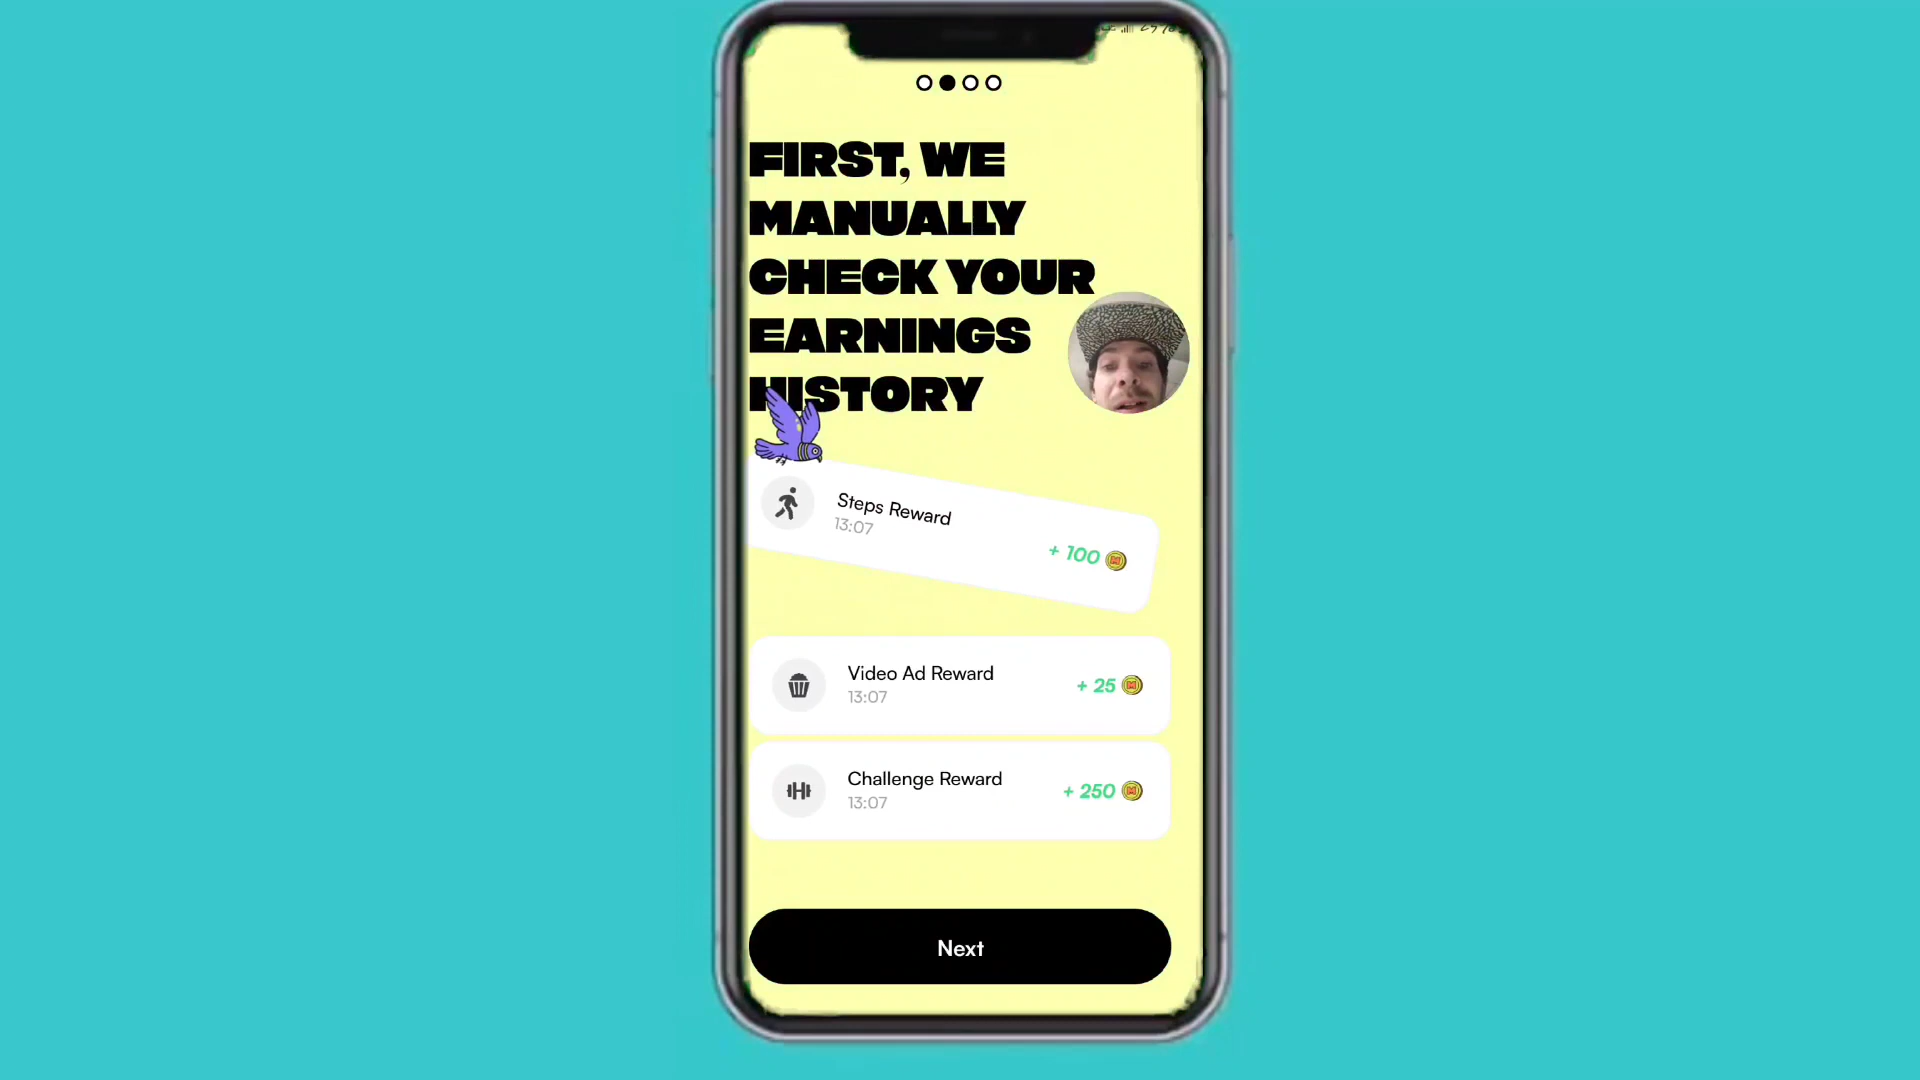 FIRST, WE
MANUALLY
CHECK YOUR
EARNINGS
HISTORY
Steps Reward
13:07
+ 100
Video Ad Reward
13:07
+ 25
Challenge Reward
13:07
+ 250
Next